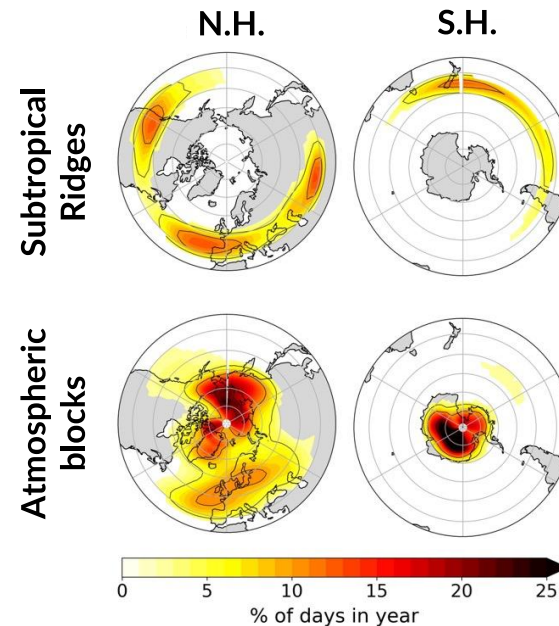 N.H.
S.H.
Subtropical
Ridges
Atmospheric
blocks
0 5 10 15 20 25
% of days in year